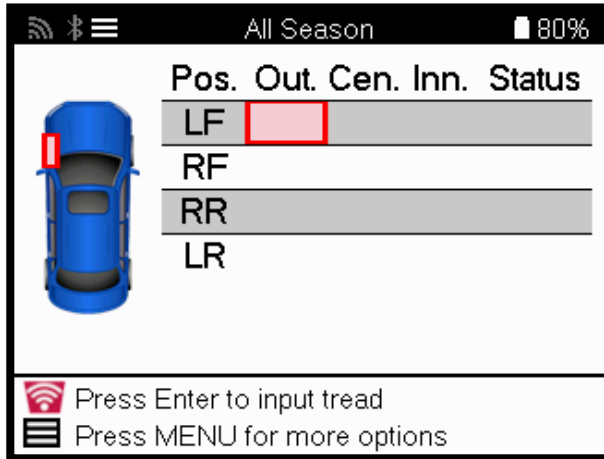 All Season 80%
Pos. Out. Cen. Inn. Status
LF
RF
RR
LR
Press Enter to input tread
Press MENU for more options